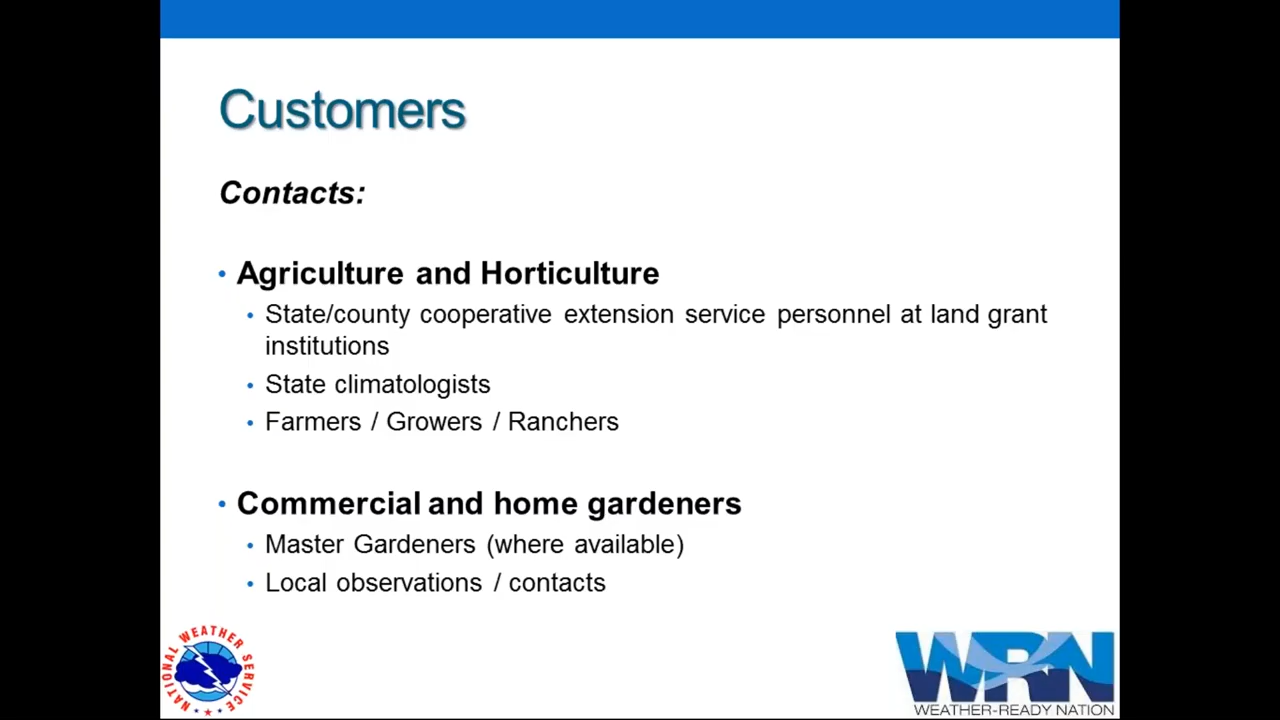 Customers
Contacts:
• Agriculture and Horticulture
• State/county cooperative extension service personnel at land grant
institutions
• State climatologists
• Farmers / Growers / Ranchers
• Commercial and home gardeners
• Master Gardeners (where available)
• Local observations / contacts
NATIONAL WEATHER SERVICE
WRN
WEATHER-READY NATION